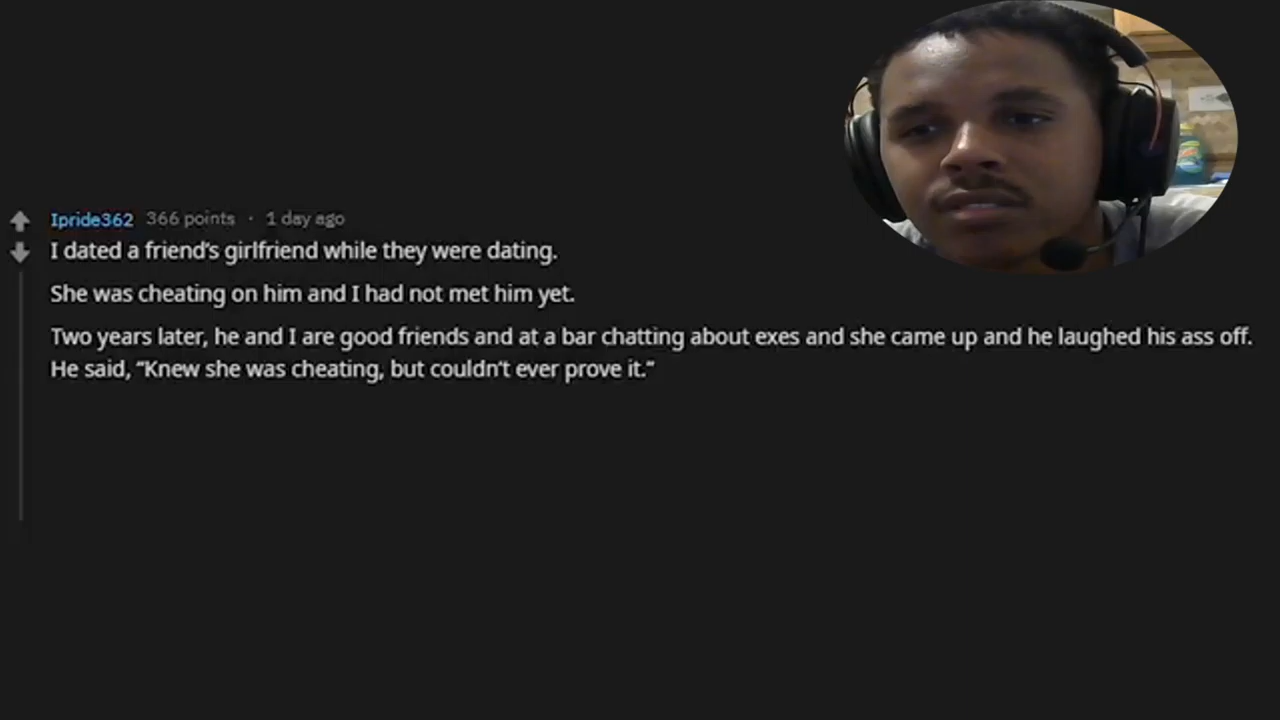 Ipride362 366 points · 1 day ago
I dated a friend's girlfriend while they were dating.
She was cheating on him and I had not met him yet.
Two years later, he and I are good friends and at a bar chatting about exes and she came up and he laughed his ass off.
He said, “Knew she was cheating, but couldn't ever prove it.”